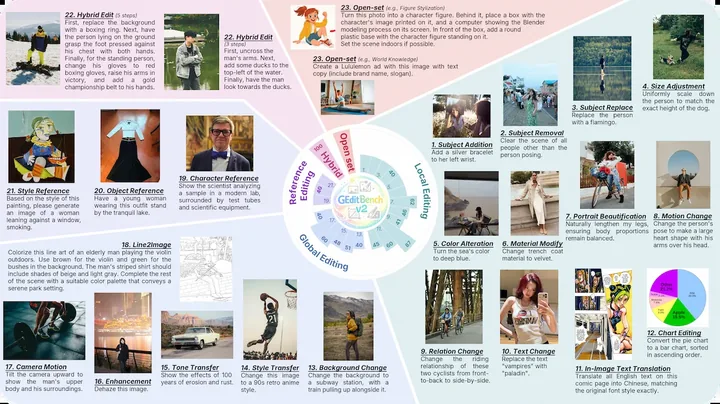 22. Hybrid Edit (5 steps)
First, replace the background
with a boxing ring. Next, have
the person lying on the ground
grasp the foot pressed against
his chest with both hands.
Finally, for the standing person,
change his gloves to red
boxing gloves, raise his arms in
victory, and add a gold
championship belt to his hands.
22. Hybrid Edit
(3 steps)
First, uncross the
man's arms. Next,
add some ducks to the
top-left of the water.
Finally, have the man
look towards the ducks.
23. Open-set (e.g., Figure Stylization)
Turn this photo into a character figure. Behind it, place a box with the
character's image printed on it, and a computer showing the Blender
modeling process on its screen. In front of the box, add a round
plastic base with the character figure standing on it.
Set the scene indoors if possible.
23. Open-set (e.g., World Knowledge)
Create a Lululemon ad with this image with text
copy (include brand name, slogan).
1. Subject Addition
Add a silver bracelet
to her left wrist.
2. Subject Removal
Clear the scene of all
people other than the
person posing.
3. Subject Replace
Replace the person
with a flamingo.
4. Size Adjustment
Uniformly scale down
the person to match the
exact height of the dog.
21. Style Reference
Based on the style of this
painting, please generate
an image of a woman
leaning against a window,
smoking.
20. Object Reference
Have a young woman
wearing this outfit stand
by the tranquil lake.
19. Character Reference
Show the scientist analyzing
a sample in a modern lab,
surrounded by test tubes
and scientific equipment.
Reference
Editing
Hybrid
100
Open set
Local Editing
Global Editing
GEditBench
v2
5. Color Alteration
Turn the sea's color
to deep blue.
6. Material Modify
Change trench coat
material to velvet.
7. Portrait Beautification
Naturally lengthen my legs,
ensuring body proportions
remain balanced.
8. Motion Change
Change the person's
pose to make a large
heart shape with his
arms over his head.
18. Line2Image
Colorize this line art of an elderly man playing the violin
outdoors. Use brown for the violin and green for the
bushes in the background. The man's striped shirt should
include shades of beige and light gray. Complete the rest
of the scene with a suitable color palette that conveys a
serene park setting.
17. Camera Motion
Tilt the camera upward to
show the man's upper
body and his surroundings.
16. Enhancement
Dehaze this image.
15. Tone Transfer
Show the effects of 100
years of erosion and rust.
14. Style Transfer
Change this image
to a 90s retro anime
style.
13. Background Change
Change the background to
a subway station, with a
train pulling up alongside it.
9. Relation Change
Change the riding
relationship of these
two cyclists from front-
to-back to side-by-side.
10. Text Change
Replace the text
"vampires" with
"paladin".
11. In-Image Text Translation
Translate all English text on this
comic page into Chinese, matching
the original font style exactly.
12. Chart Editing
Convert the pie chart
to a bar chart, sorted
in ascending order.